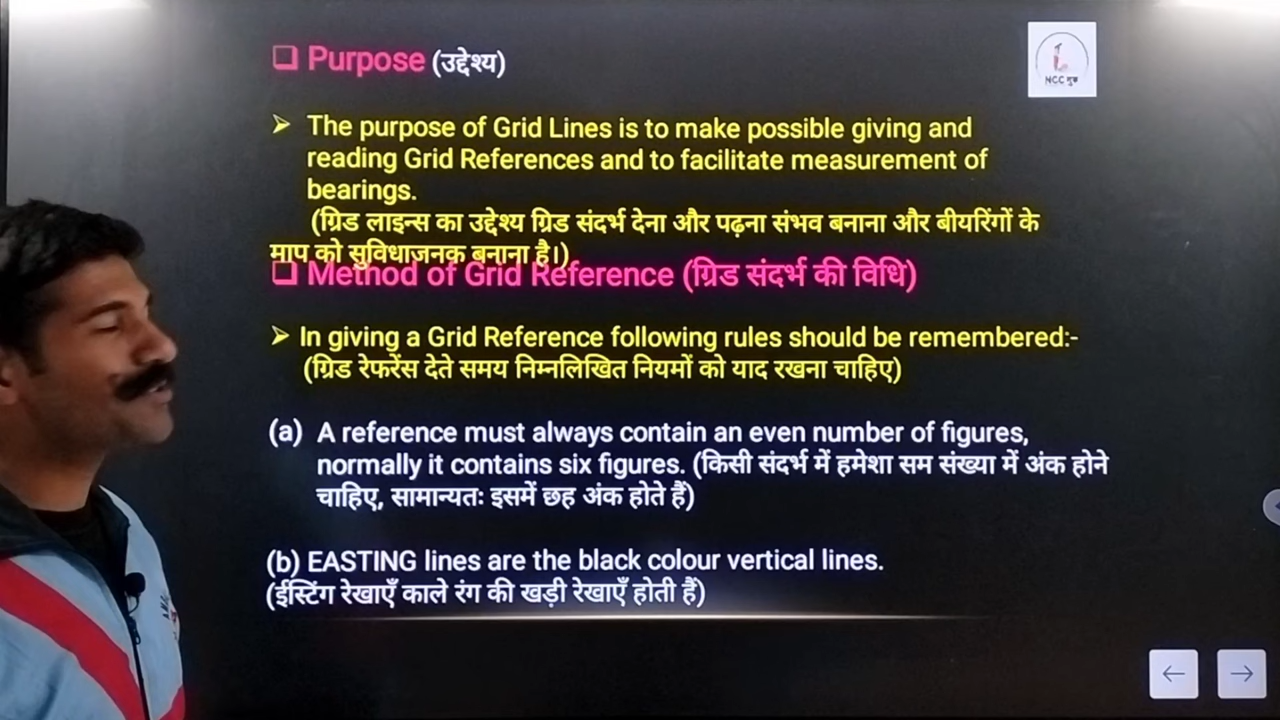 ❑ Purpose (उद्देश्य)
NCC गुरु
➢ The purpose of Grid Lines is to make possible giving and
reading Grid References and to facilitate measurement of
bearings.
(ग्रिड लाइन्स का उद्देश्य ग्रिड संदर्भ देना और पढ़ना संभव बनाना और बीयरिंगों के
माप को सुविधाजनक बनाना है।)
❑ Method of Grid Reference (ग्रिड संदर्भ की विधि)
➢ In giving a Grid Reference following rules should be remembered:-
(ग्रिड रेफरेंस देते समय निम्नलिखित नियमों को याद रखना चाहिए)
(a) A reference must always contain an even number of figures,
normally it contains six figures. (किसी संदर्भ में हमेशा सम संख्या में अंक होने
चाहिए, सामान्यतः इसमें छह अंक होते हैं)
(b) EASTING lines are the black colour vertical lines.
(ईस्टिंग रेखाएँ काले रंग की खड़ी रेखाएँ होती हैं)